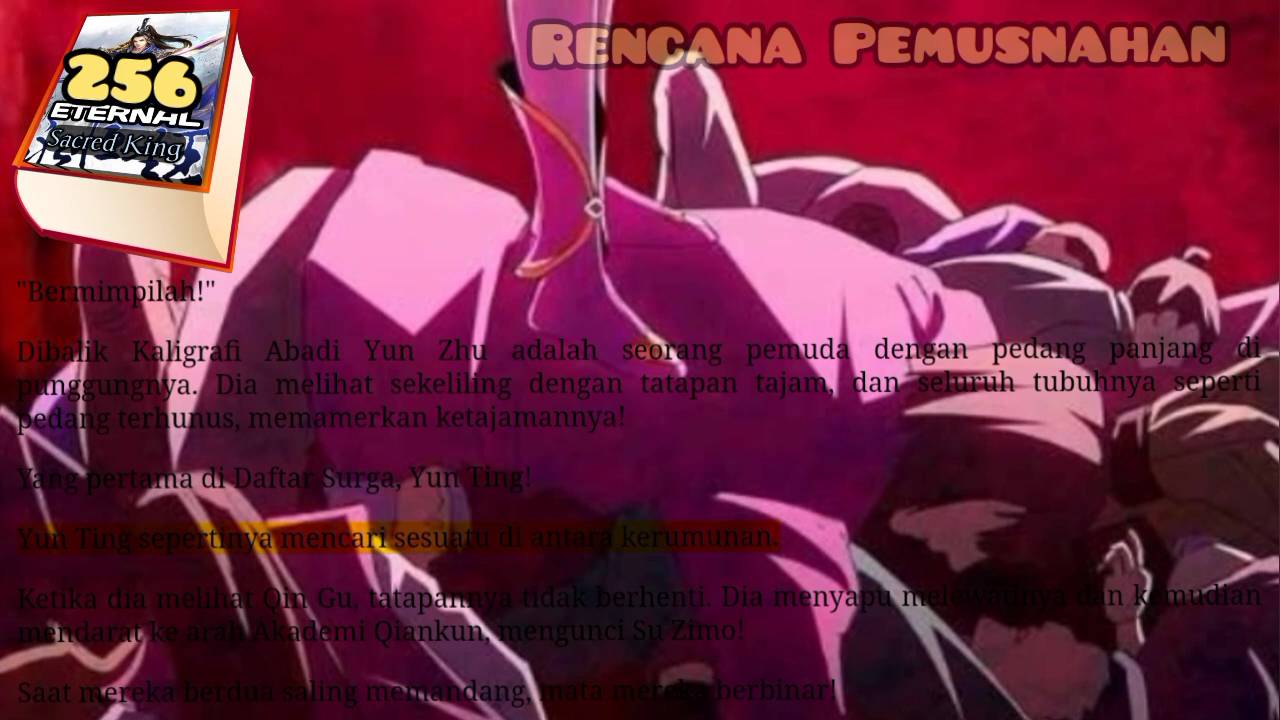 Rencana Pemusnahan
256
ETERNAL
Sacred King
"Bermimpilah!"
Dibalik Kaligrafi Abadi Yun Zhu adalah seorang pemuda dengan pedang panjang di
punggungnya. Dia melihat sekeliling dengan tatapan tajam, dan seluruh tubuhnya seperti
pedang terhunus, memamerkan ketajamannya!
Yang pertama di Daftar Surga, Yun Ting!
Yun Ting sepertinya mencari sesuatu di antara kerumunan.
Ketika dia melihat Qin Gu, tatapannya tidak berhenti. Dia menyapu melewatinya dan kemudian
mendarat ke arah Akademi Qiankun, mengunci Su Zimo!
Saat mereka berdua saling memandang, mata mereka berbinar!